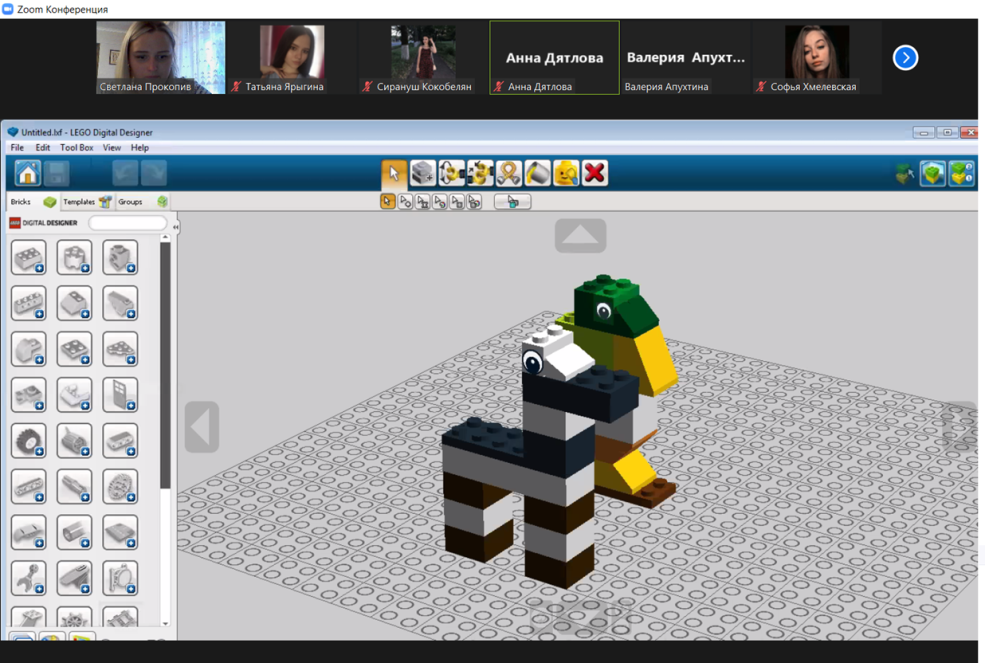 Zoom Конференция
Анна Дятлова
Валерия Апухт...
Светлана Прокопив
Татьяна Ярыгина
Сирануш Кокобелян
Анна Дятлова
Валерия Апухтина
Софья Хмелевская
Untitled.lxf - LEGO Digital Designer
File Edit Tool Box View Help
Bricks Templates Groups
LEGO DIGITAL DESIGNER